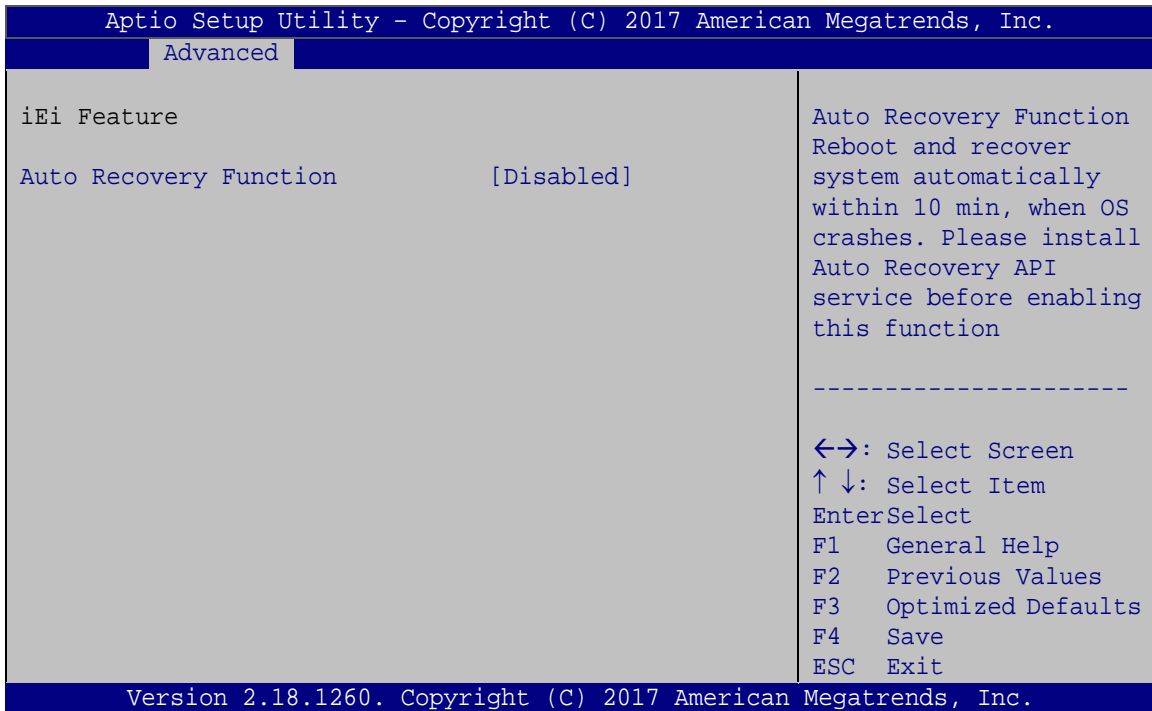 Aptio Setup Utility – Copyright (C) 2017 American Megatrends, Inc.
Advanced
iEi Feature
Auto Recovery Function [Disabled]
Auto Recovery Function
Reboot and recover
system automatically
within 10 min, when OS
crashes. Please install
Auto Recovery API
service before enabling
this function
----------------------
←→: Select Screen
↑ ↓: Select Item
EnterSelect
F1 General Help
F2 Previous Values
F3 Optimized Defaults
F4 Save
ESC Exit
Version 2.18.1260. Copyright (C) 2017 American Megatrends, Inc.